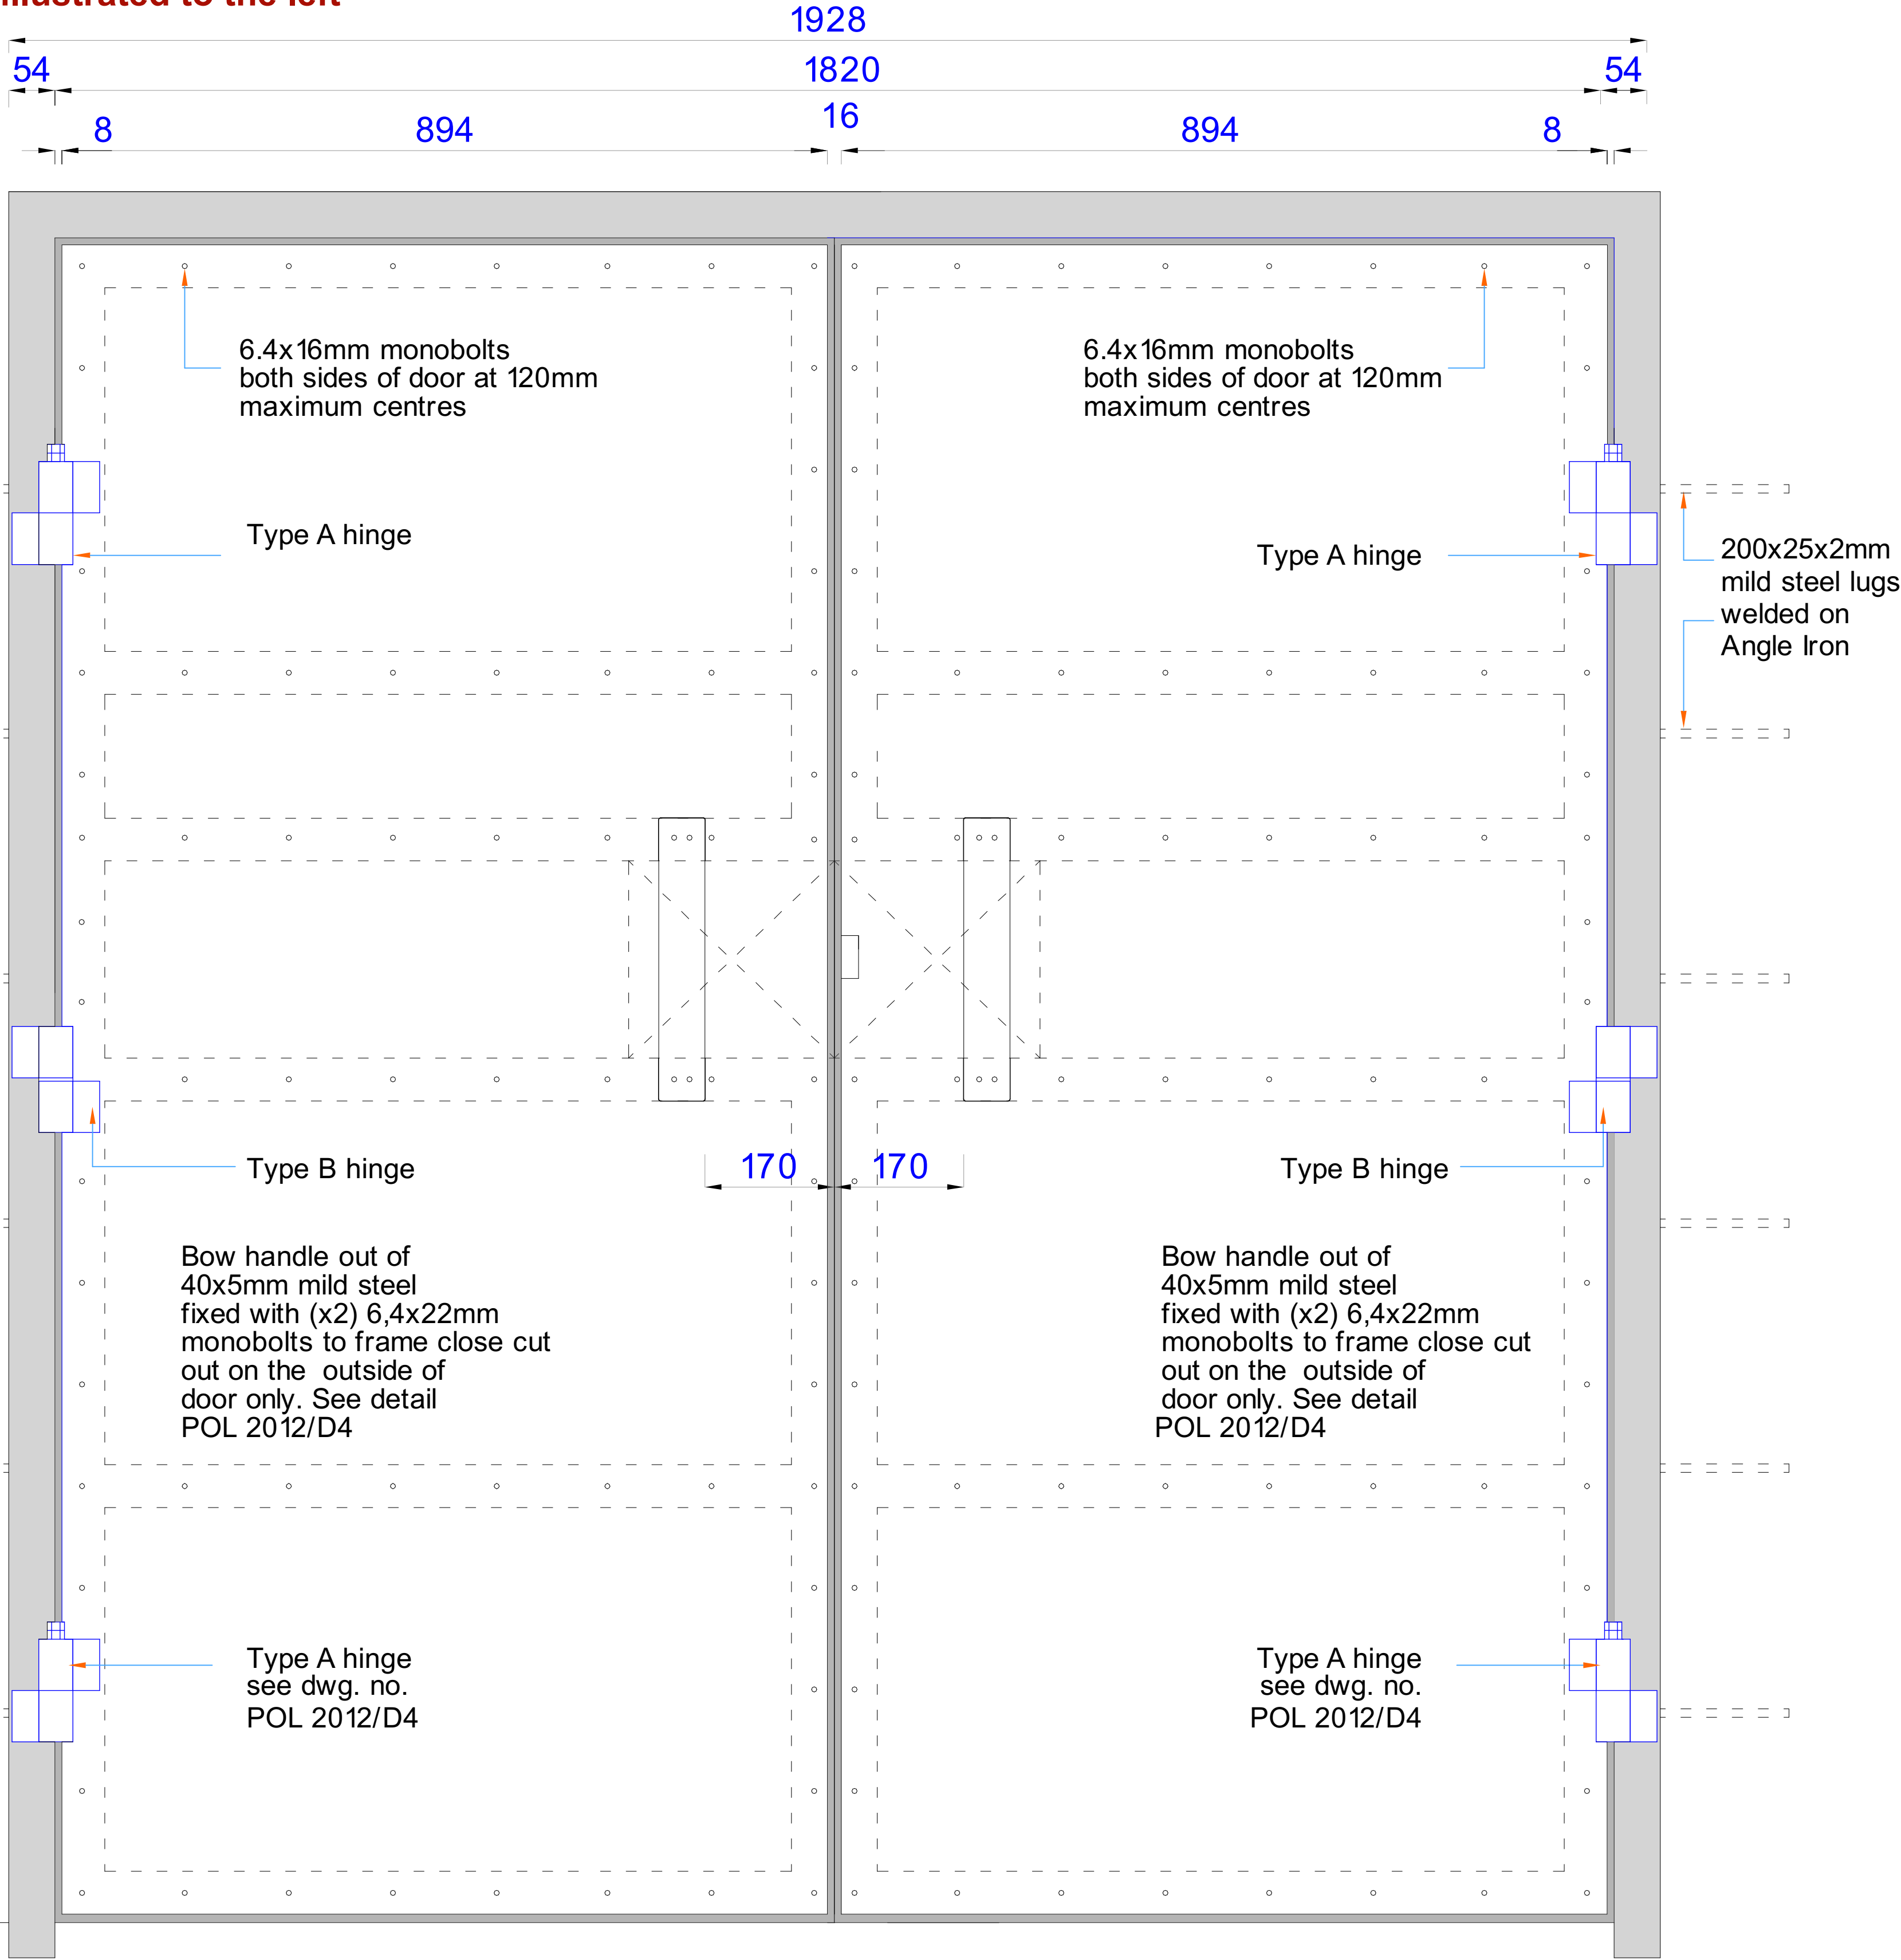 illustrated to the left
1928
54 1820 54
8 894 16 894 8
6.4x16mm monobolts
both sides of door at 120mm
maximum centres
6.4x16mm monobolts
both sides of door at 120mm
maximum centres
Type A hinge
Type A hinge
200x25x2mm
mild steel lugs
welded on
Angle Iron
Type B hinge
170 170
Type B hinge
Bow handle out of
40x5mm mild steel
fixed with (x2) 6,4x22mm
monobolts to frame close cut
out on the outside of
door only. See detail
POL 2012/D4
Bow handle out of
40x5mm mild steel
fixed with (x2) 6,4x22mm
monobolts to frame close cut
out on the outside of
door only. See detail
POL 2012/D4
Type A hinge
see dwg. no.
POL 2012/D4
Type A hinge
see dwg. no.
POL 2012/D4